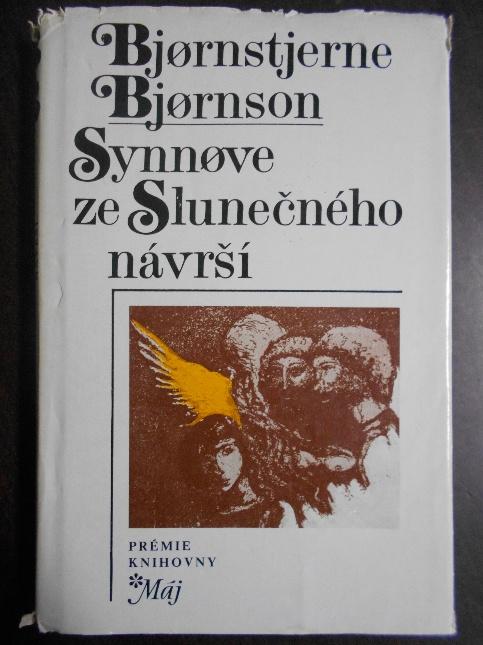 Bjørnstjerne
Bjørnson
Synnøve
ze Slunečného
návrší
PRÉMIE
KNIHOVNY
*Máj